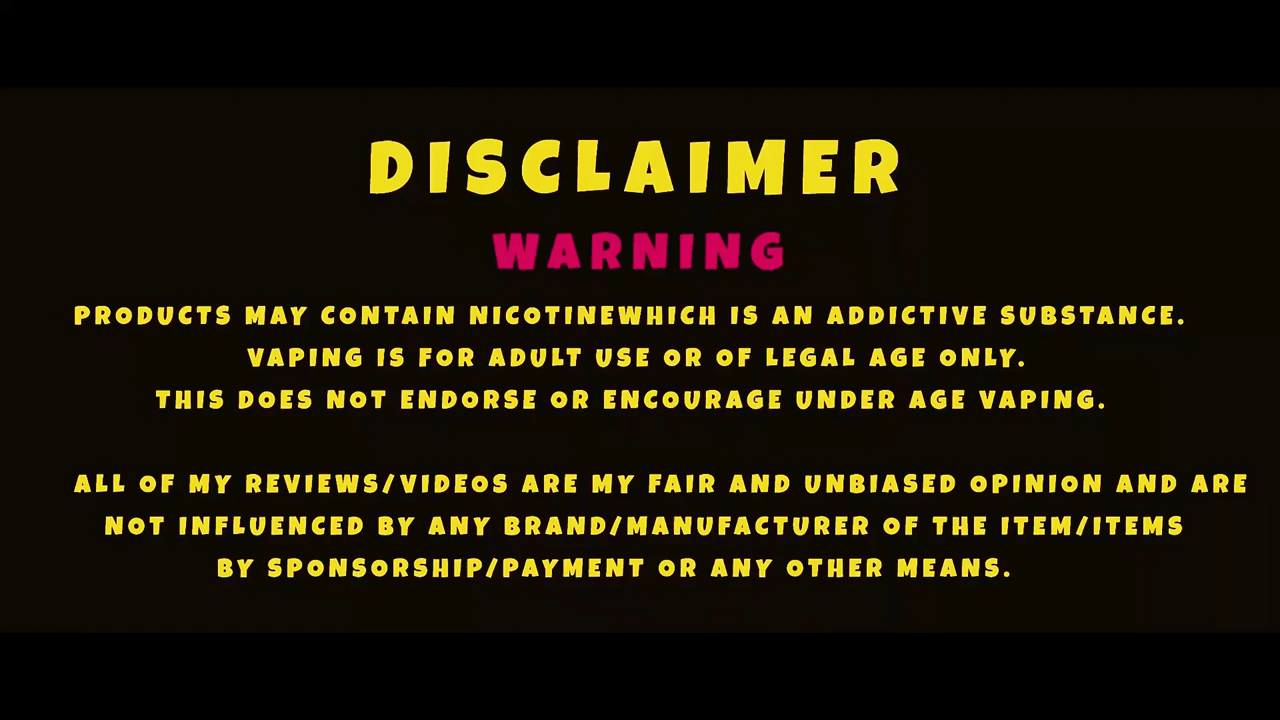 DISCLAIMER
WARNING
PRODUCTS MAY CONTAIN NICOTINEWHICH IS AN ADDICTIVE SUBSTANCE.
VAPING IS FOR ADULT USE OR OF LEGAL AGE ONLY.
THIS DOES NOT ENDORSE OR ENCOURAGE UNDER AGE VAPING.
ALL OF MY REVIEWS/VIDEOS ARE MY FAIR AND UNBIASED OPINION AND ARE
NOT INFLUENCED BY ANY BRAND/MANUFACTURER OF THE ITEM/ITEMS
BY SPONSORSHIP/PAYMENT OR ANY OTHER MEANS.